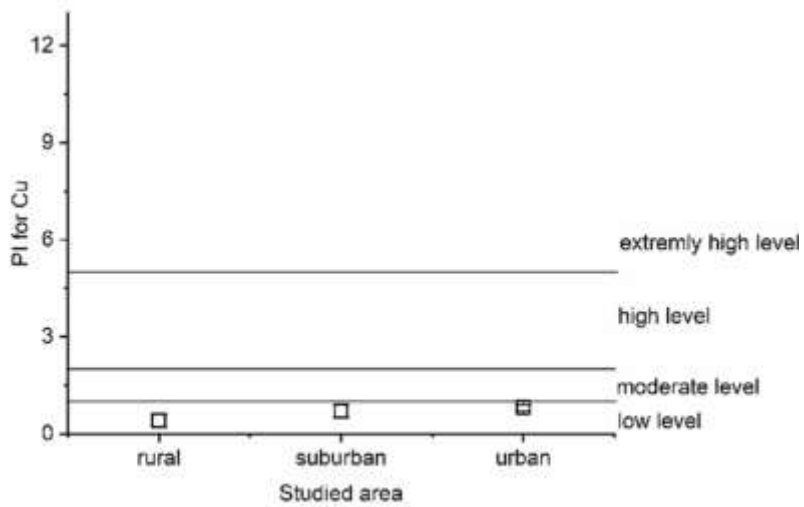 12
9
PI for Cu
6
extremly high level
high level
3
moderate level
low level
0
rural suburban urban
Studied area